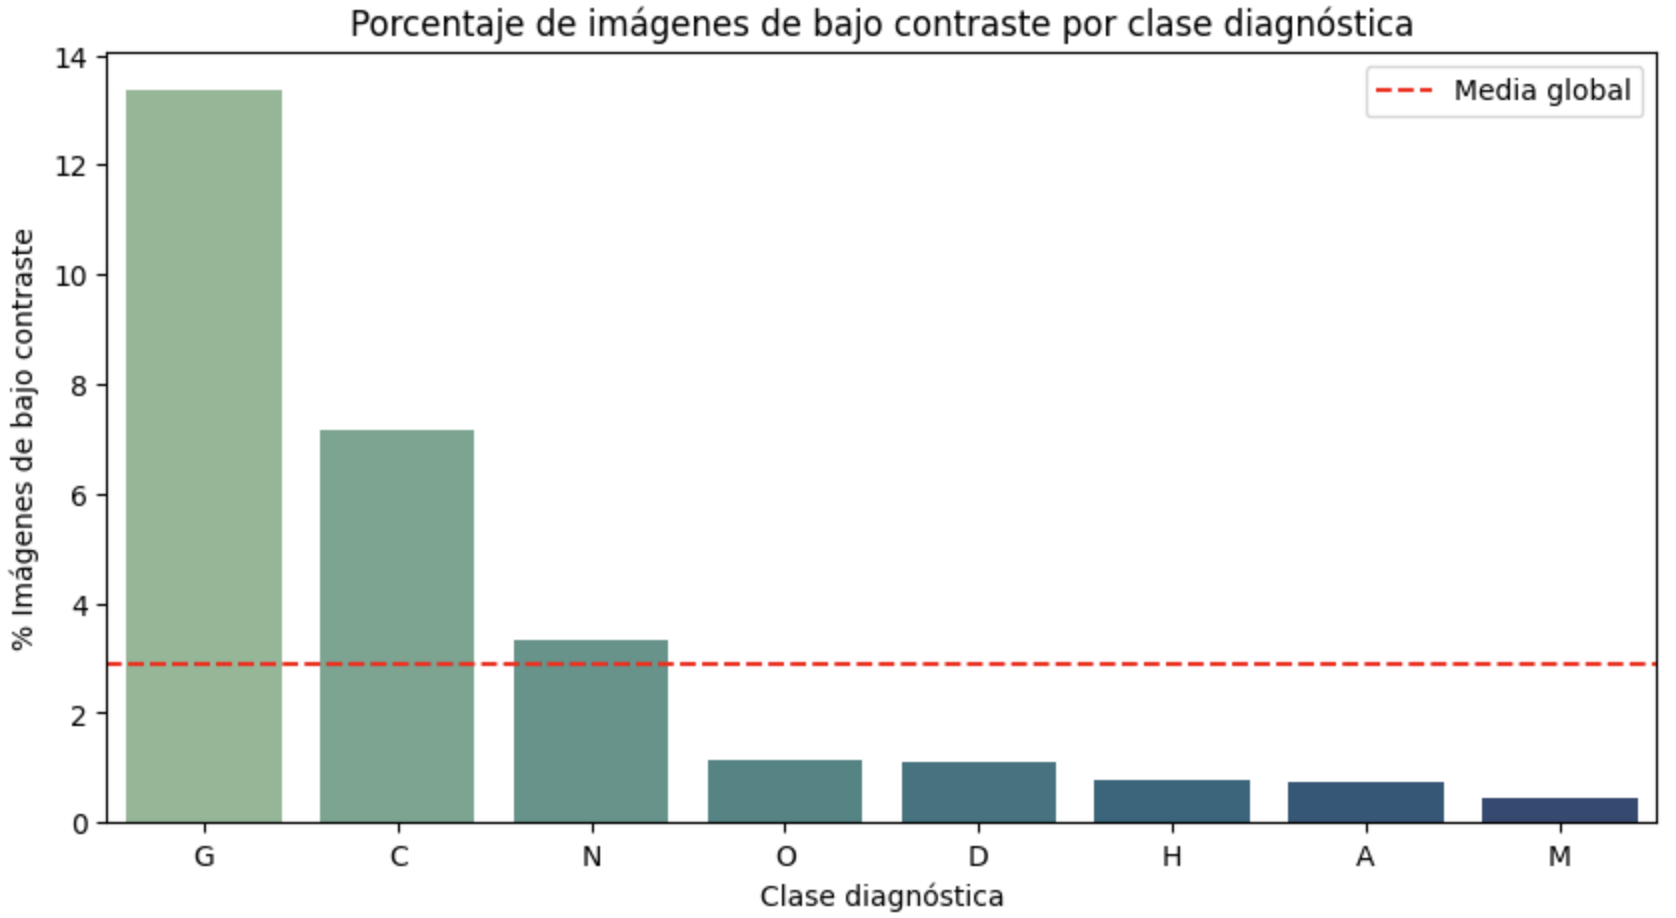 Porcentaje de imágenes de bajo contraste por clase diagnóstica
Media global
% Imágenes de bajo contraste
14
12
10
8
6
4
2
0
G C N O D H A M
Clase diagnóstica